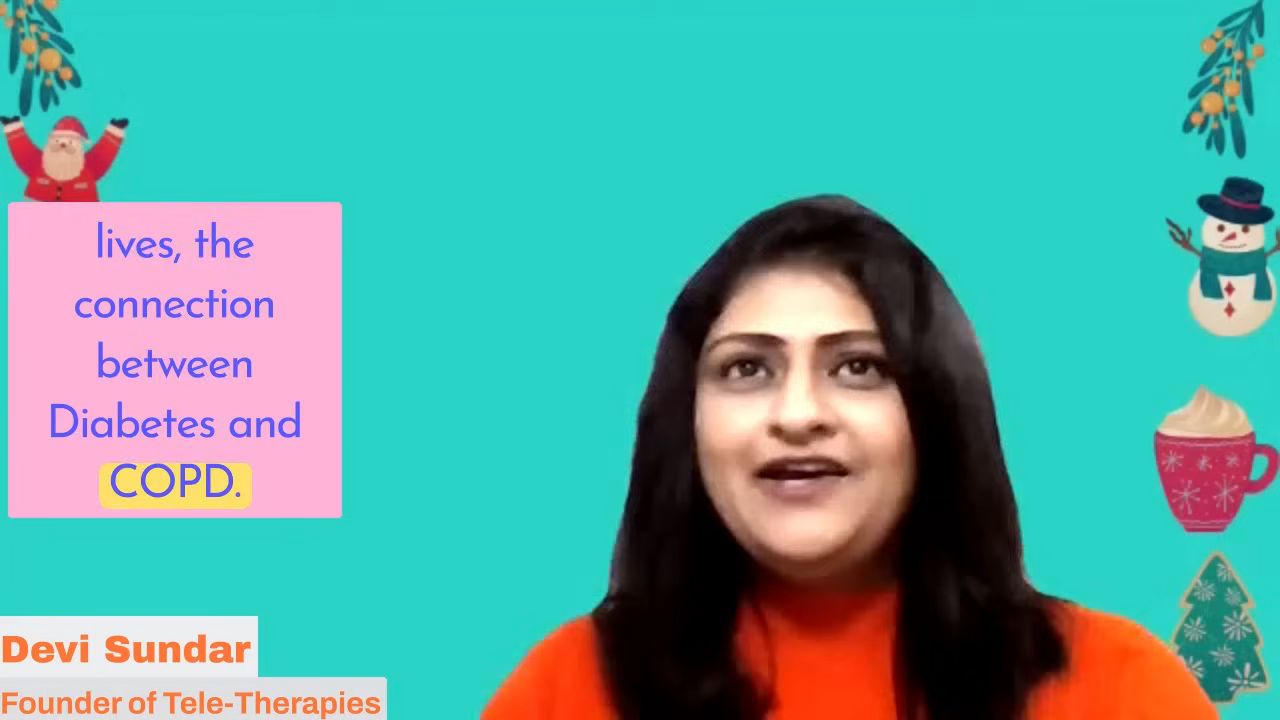 lives, the
connection
between
Diabetes and
COPD.
Devi Sundar
Founder of Tele-Therapies